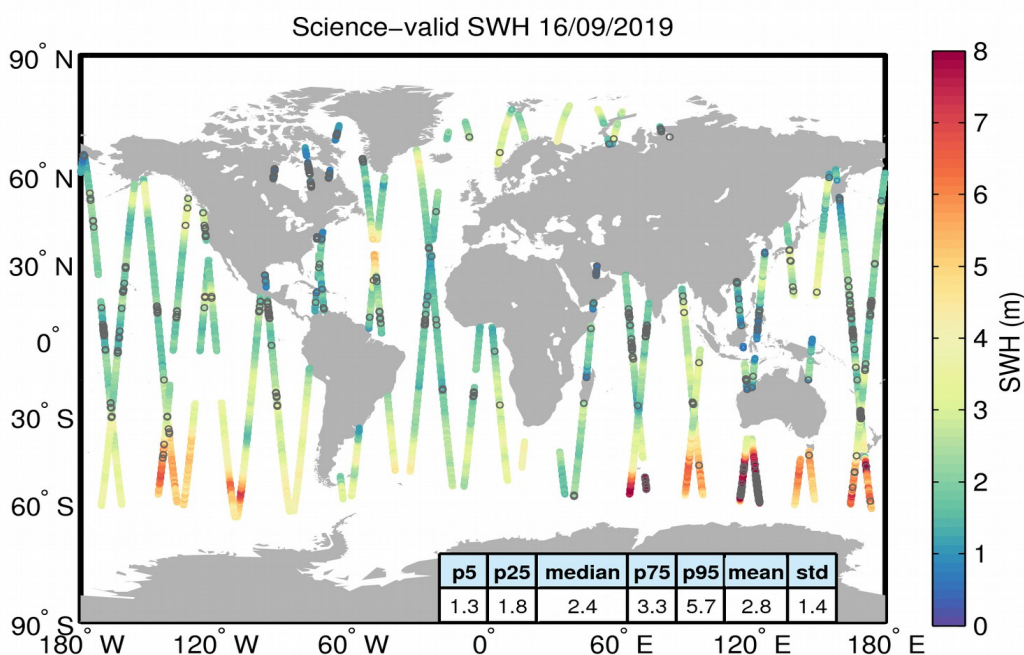 Science−valid SWH 16/09/2019
90° N
60° N
30° N
0°
30° S
60° S
90° S
180° W
120° W
60° W
0°
60° E
120° E
180° E
p5 p25 median p75 p95 mean std
1.3 1.8 2.4 3.3 5.7 2.8 1.4
8
7
6
5
4
3
2
1
0
SWH (m)